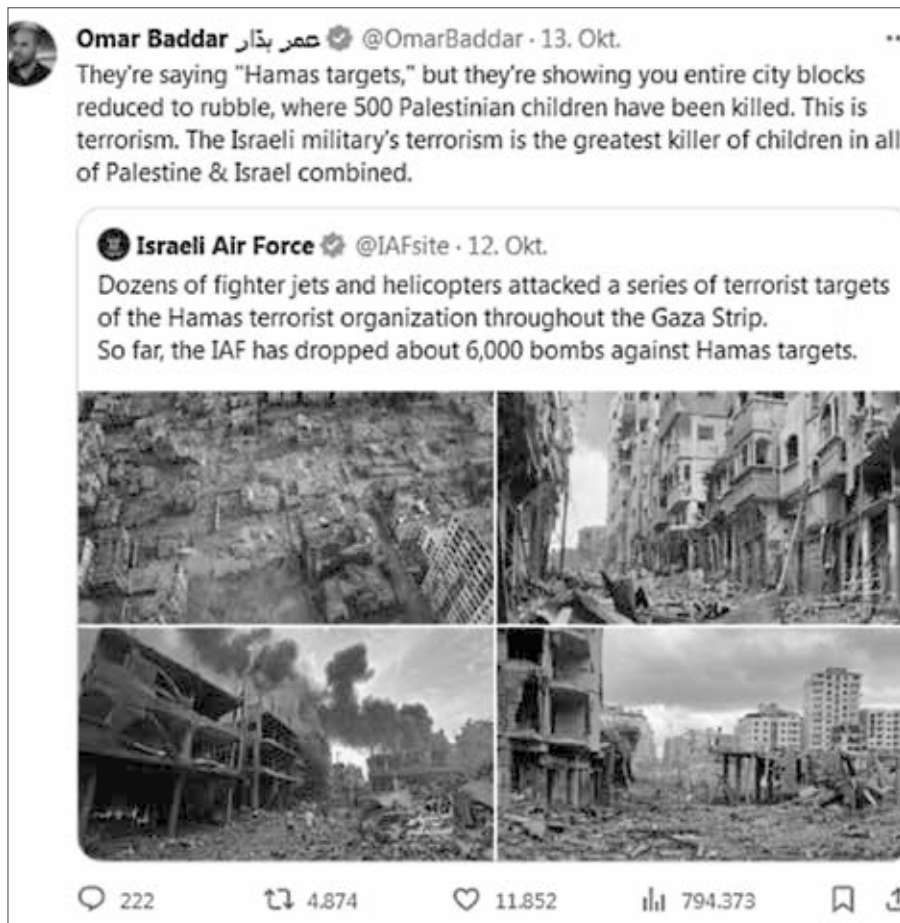 Omar Baddar عمر بدّار @OmarBaddar · 13. Okt.
They're saying "Hamas targets," but they're showing you entire city blocks
reduced to rubble, where 500 Palestinian children have been killed. This is
terrorism. The Israeli military's terrorism is the greatest killer of children in all
of Palestine & Israel combined.
Israeli Air Force @IAFsite · 12. Okt.
Dozens of fighter jets and helicopters attacked a series of terrorist targets
of the Hamas terrorist organization throughout the Gaza Strip.
So far, the IAF has dropped about 6,000 bombs against Hamas targets.
222 4.874 11.852 794.373